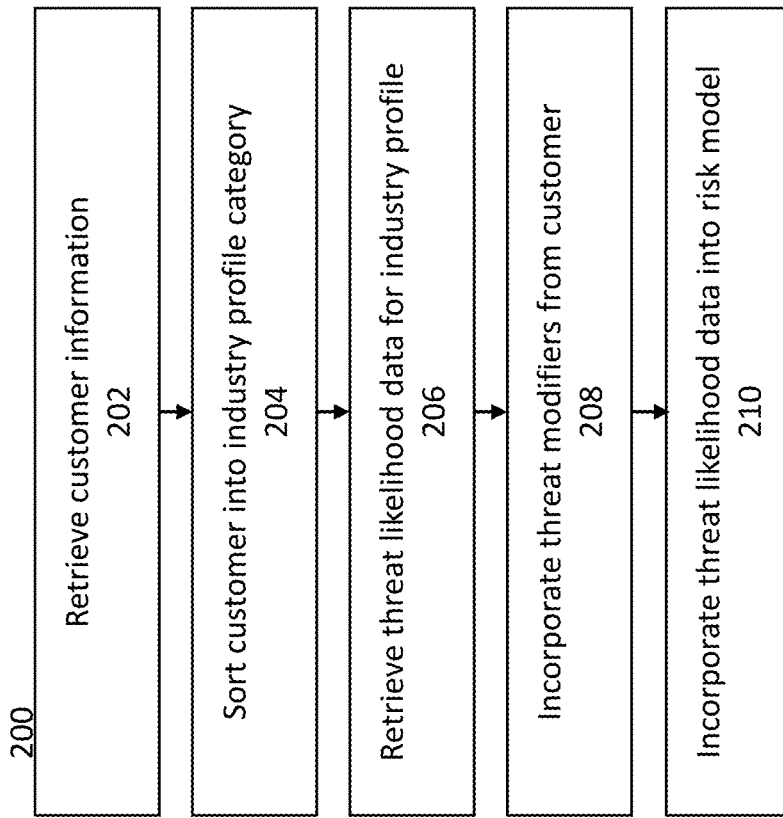 200
Retrieve customer information
202
Sort customer into industry profile category
204
Retrieve threat likelihood data for industry profile
206
Incorporate threat modifiers from customer
208
Incorporate threat likelihood data into risk model
210